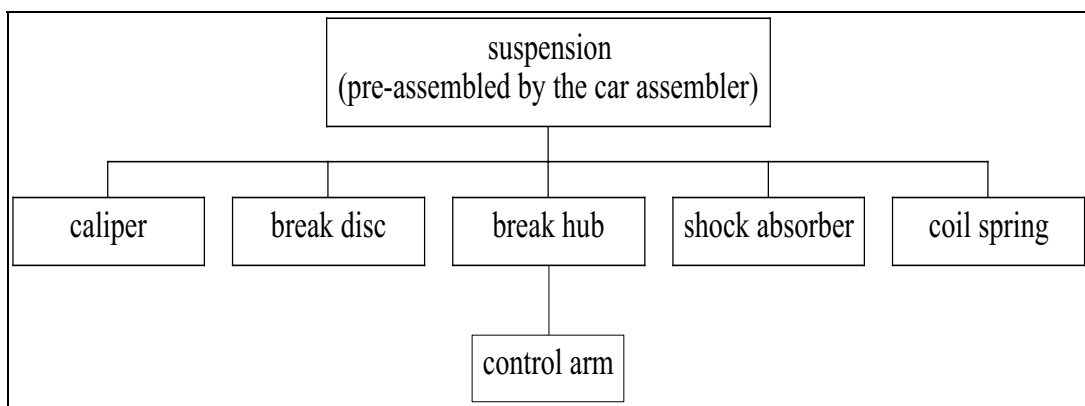 suspension
(pre-assembled by the car assembler)
caliper
break disc
break hub
shock absorber
coil spring
control arm